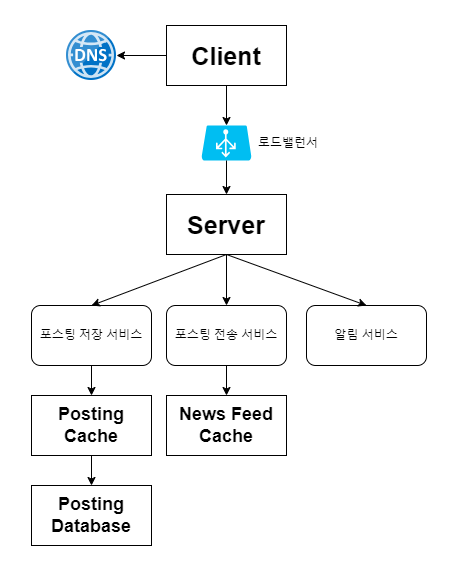 DNS
Client
로드밸런서
Server
포스팅 저장 서비스
포스팅 전송 서비스
알림 서비스
Posting
Cache
News Feed
Cache
Posting
Database